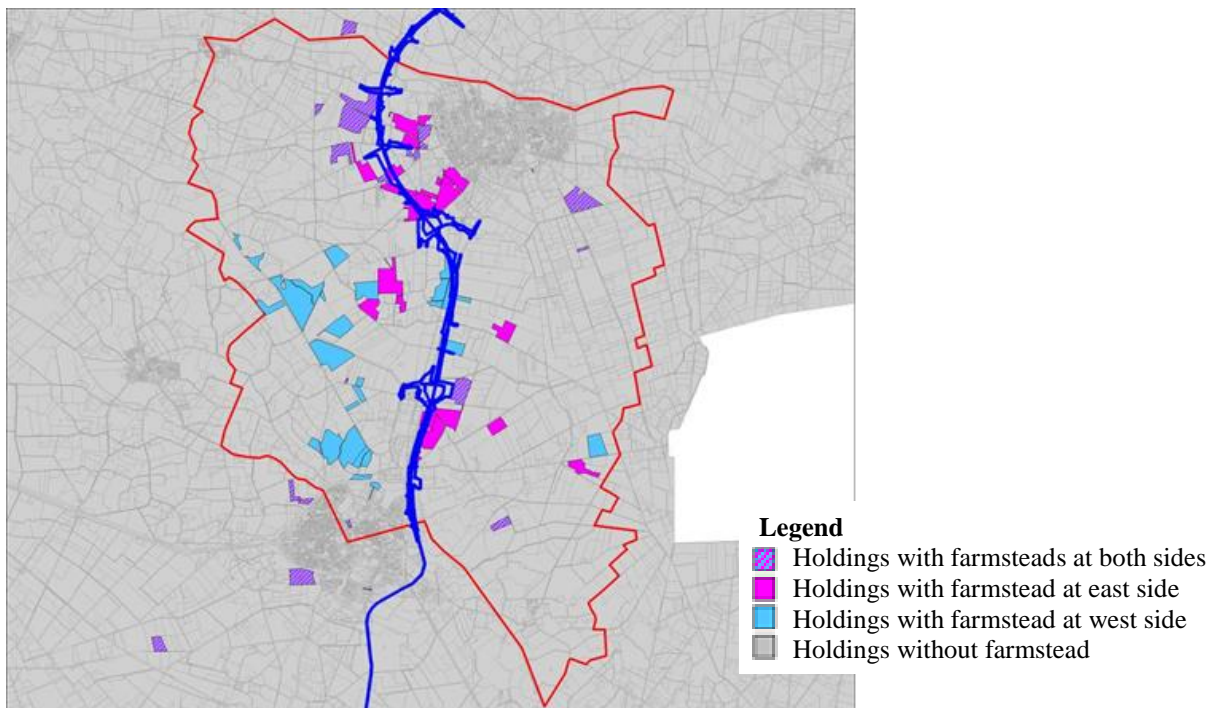 Legend
Holdings with farmsteads at both sides
Holdings with farmstead at east side
Holdings with farmstead at west side
Holdings without farmstead